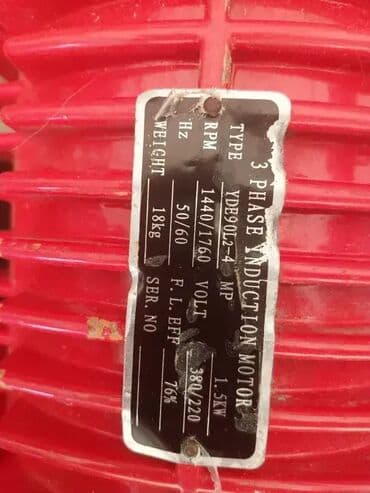 3 PHASE INDUCTION MOTOR
TYPE YDE90L2-4 MP 1.5KW
RPM 1440/1760 VOLT 380/220
Hz 50/60 F.L.EFF 76%
WEIGHT 18kg SER.NO